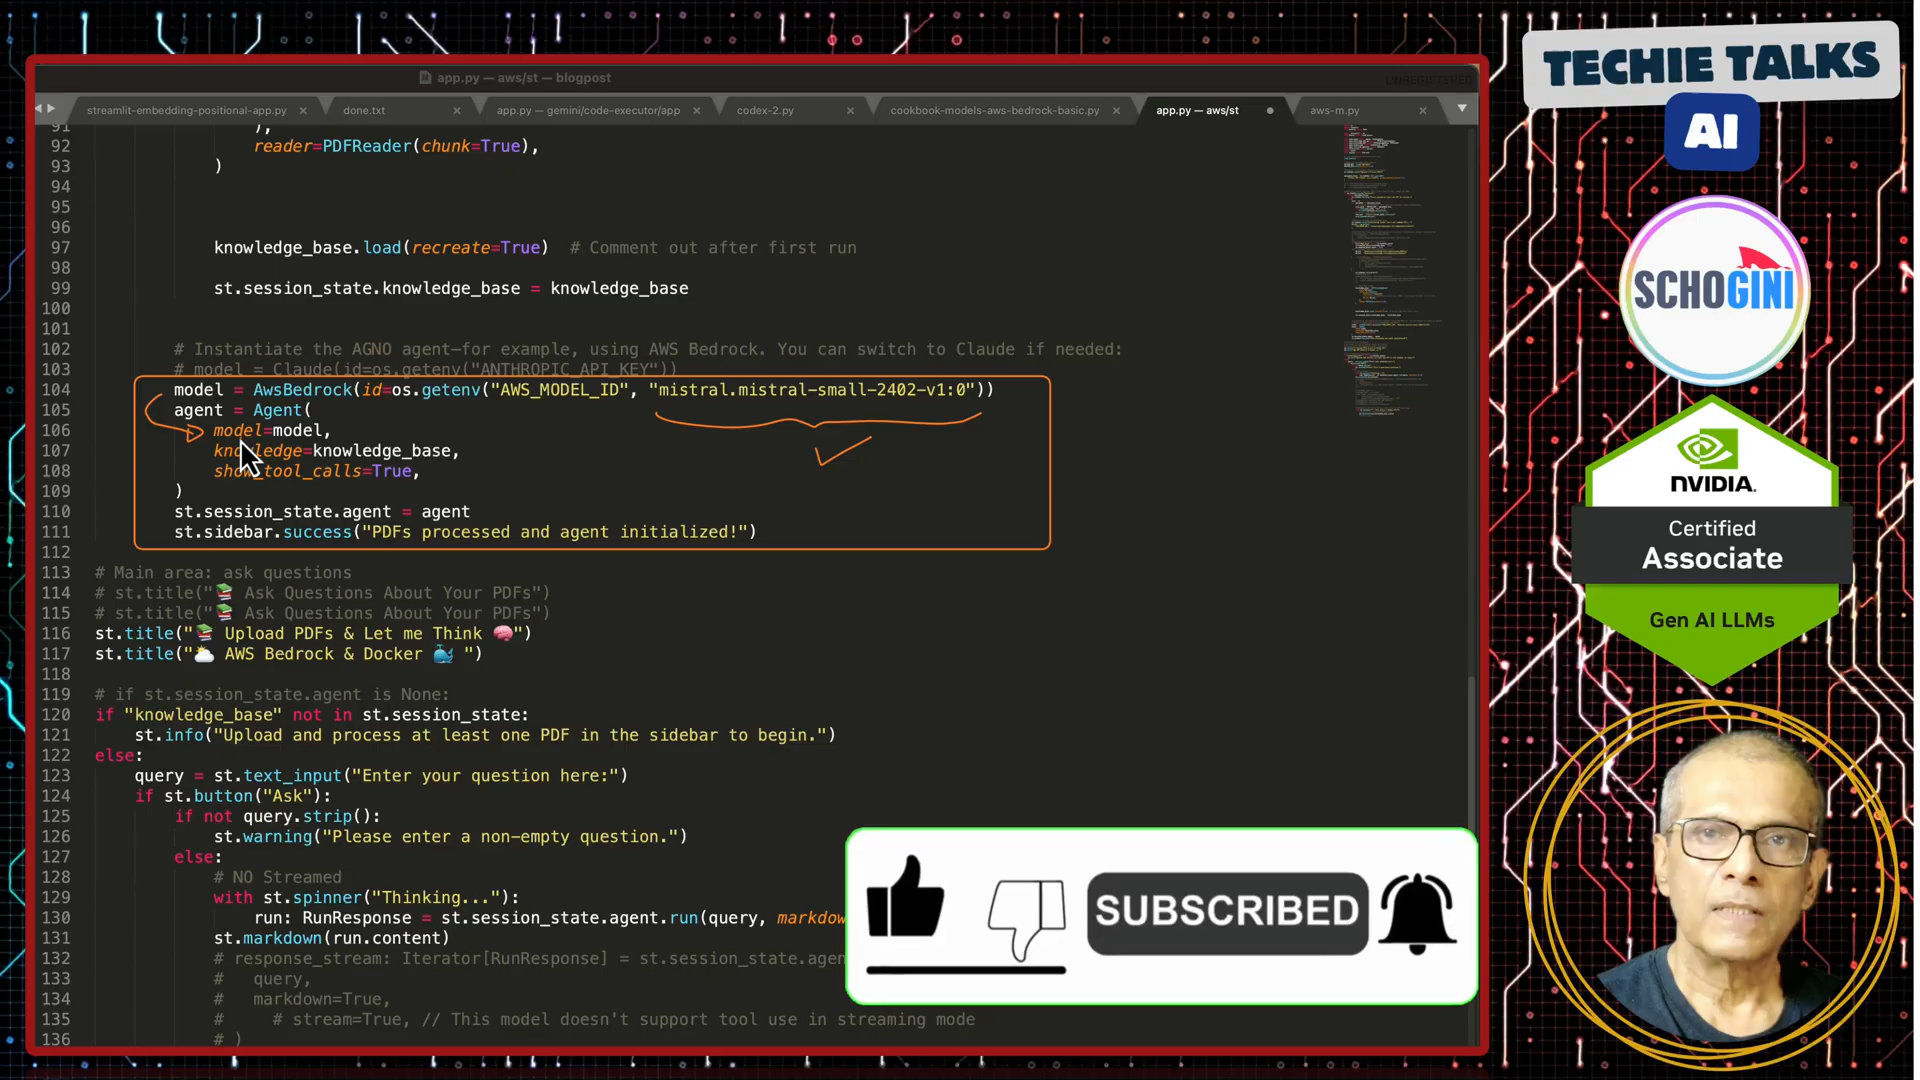 app.py — aws/st — blogpost
UNREGISTERED
streamlit-embedding-positional-app.py
done.txt
app.py — gemini/code-executor/app
codex-2.py
cookbook-models-aws-bedrock-basic.py
app.py — aws/st
aws-m.py
91 ),
92 reader=PDFReader(chunk=True),
93 )
94
95
96
97 knowledge_base.load(recreate=True)  # Comment out after first run
98
99 st.session_state.knowledge_base = knowledge_base
100
101
102 # Instantiate the AGNO agent—for example, using AWS Bedrock. You can switch to Claude if needed:
103 # model = Claude(id=os.getenv("ANTHROPIC_API_KEY"))
104 model = AwsBedrock(id=os.getenv("AWS_MODEL_ID", "mistral.mistral-small-2402-v1:0"))
105 agent = Agent(
106 model=model,
107 knowledge=knowledge_base,
108 show_tool_calls=True,
109 )
110 st.session_state.agent = agent
111 st.sidebar.success("PDFs processed and agent initialized!")
112
113 # Main area: ask questions
114 # st.title("📚 Ask Questions About Your PDFs")
115 # st.title("📚 Ask Questions About Your PDFs")
116 st.title("📚 Upload PDFs & Let me Think 🧠")
117 st.title("🌥️ AWS Bedrock & Docker 🐳 ")
118
119 # if st.session_state.agent is None:
120 if "knowledge_base" not in st.session_state:
121 st.info("Upload and process at least one PDF in the sidebar to begin.")
122 else:
123 query = st.text_input("Enter your question here:")
124 if st.button("Ask"):
125 if not query.strip():
126 st.warning("Please enter a non-empty question.")
127 else:
128 # NO Streamed
129 with st.spinner("Thinking..."):
130 run: RunResponse = st.session_state.agent.run(query, markdow
131 st.markdown(run.content)
132 # response_stream: Iterator[RunResponse] = st.session_state.agen
133 #   query,
134 #   markdown=True,
135 #     # stream=True, // This model doesn't support tool use in streaming mode
136 # )
SUBSCRIBED
TECHIE TALKS
AI
SCHOGINI
NVIDIA.
Certified
Associate
Gen AI LLMs